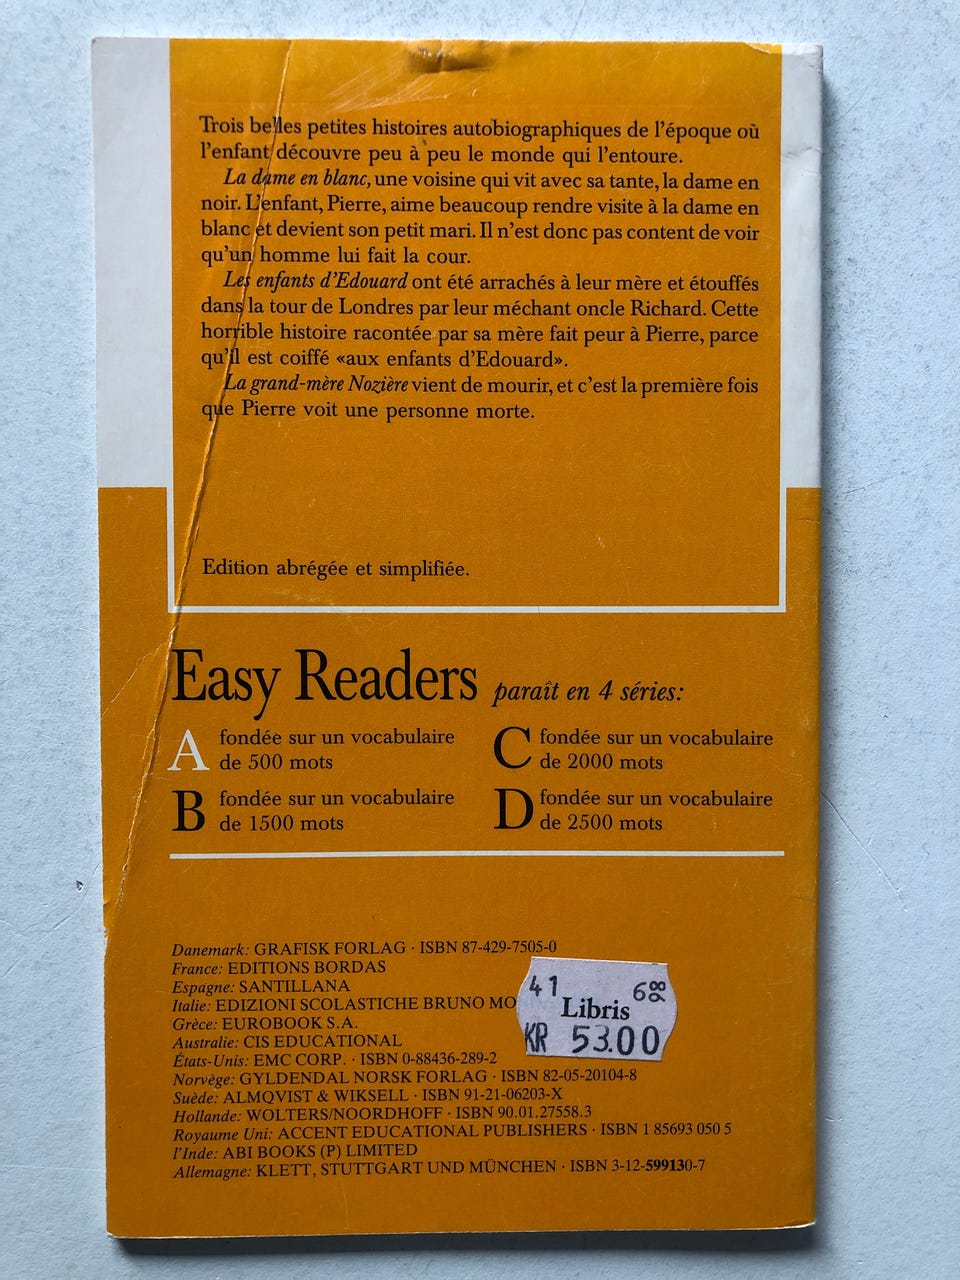 Trois belles petites histoires autobiographiques de l'époque où
l'enfant découvre peu à peu le monde qui l'entoure.
La dame en blanc, une voisine qui vit avec sa tante, la dame en
noir. L'enfant, Pierre, aime beaucoup rendre visite à la dame en
blanc et devient son petit mari. Il n'est donc pas content de voir
qu'un homme lui fait la cour.
Les enfants d'Edouard ont été arrachés à leur mère et étouffés
dans la tour de Londres par leur méchant oncle Richard. Cette
horrible histoire racontée par sa mère fait peur à Pierre, parce
qu'il est coiffé «aux enfants d'Edouard».
La grand-mère Nozière vient de mourir, et c'est la première fois
que Pierre voit une personne morte.
Edition abrégée et simplifiée.
Easy Readers paraît en 4 séries:
A fondée sur un vocabulaire
de 500 mots
B fondée sur un vocabulaire
de 1500 mots
C fondée sur un vocabulaire
de 2000 mots
D fondée sur un vocabulaire
de 2500 mots
Danemark: GRAFISK FORLAG · ISBN 87-429-7505-0
France: EDITIONS BORDAS
Espagne: SANTILLANA
Italie: EDIZIONI SCOLASTICHE BRUNO
Grèce: EUROBOOK S.A.
Australie: CIS EDUCATIONAL
États-Unis: EMC CORP. · ISBN 0-88436-289-2
Norvège: GYLDENDAL NORSK FORLAG · ISBN 82-05-20104-8
Suède: ALMQVIST & WIKSELL · ISBN 91-21-06203-X
Hollande: WOLTERS/NOORDHOFF · ISBN 90.01.27558.3
Royaume Uni: ACCENT EDUCATIONAL PUBLISHERS · ISBN 1 85693 050 5
l'Inde: ABI BOOKS (P) LIMITED
Allemagne: KLETT, STUTTGART UND MÜNCHEN · ISBN 3-12-599130-7
41
Libris
KR 53.00